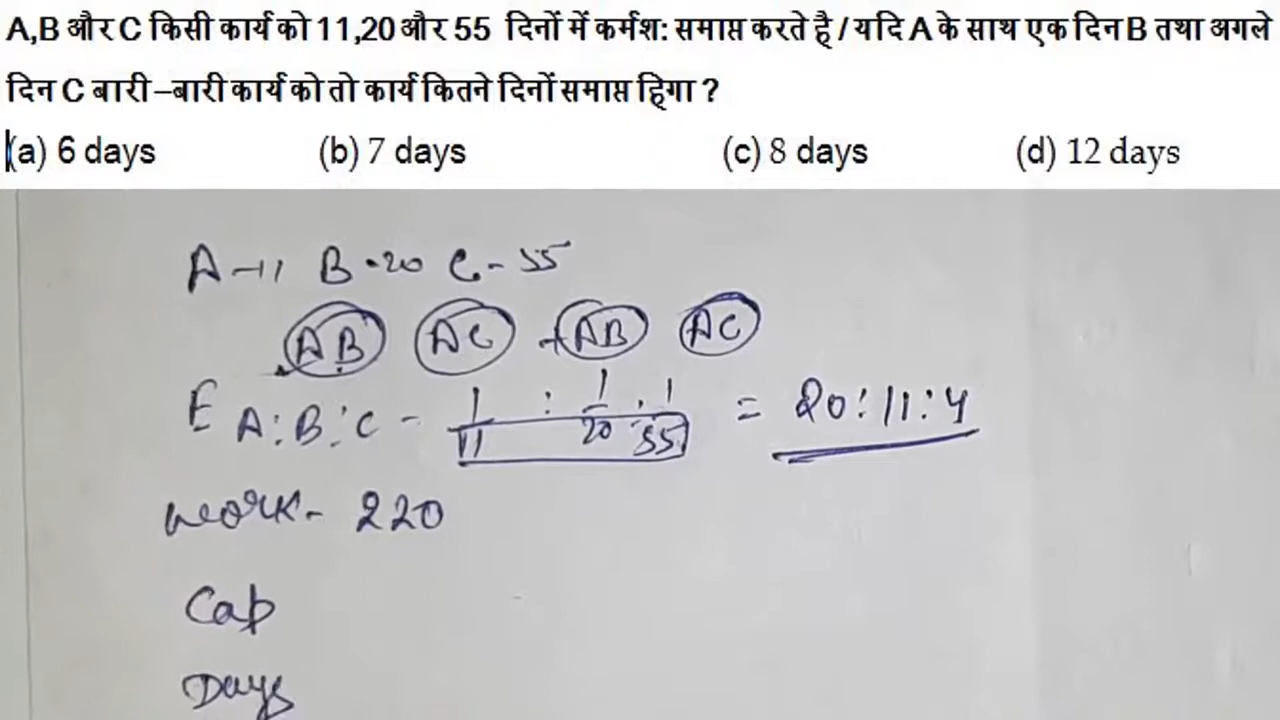 A,B और C किसी कार्य को 11,20 और 55 दिनों में कर्मश: समाप्त करते है / यदि A के साथ एक दिन B तथा अगले
दिन C बारी –बारी कार्य को तो कार्य कितने दिनों समाप्त हिगा ?
(a) 6 days (b) 7 days (c) 8 days (d) 12 days
A - 11 B - 20 C - 55
AB AC + AB AC
E A : B : C - 1/11 : 1/20 : 1/55 = 20 : 11 : 4
work - 220
Cap
Days